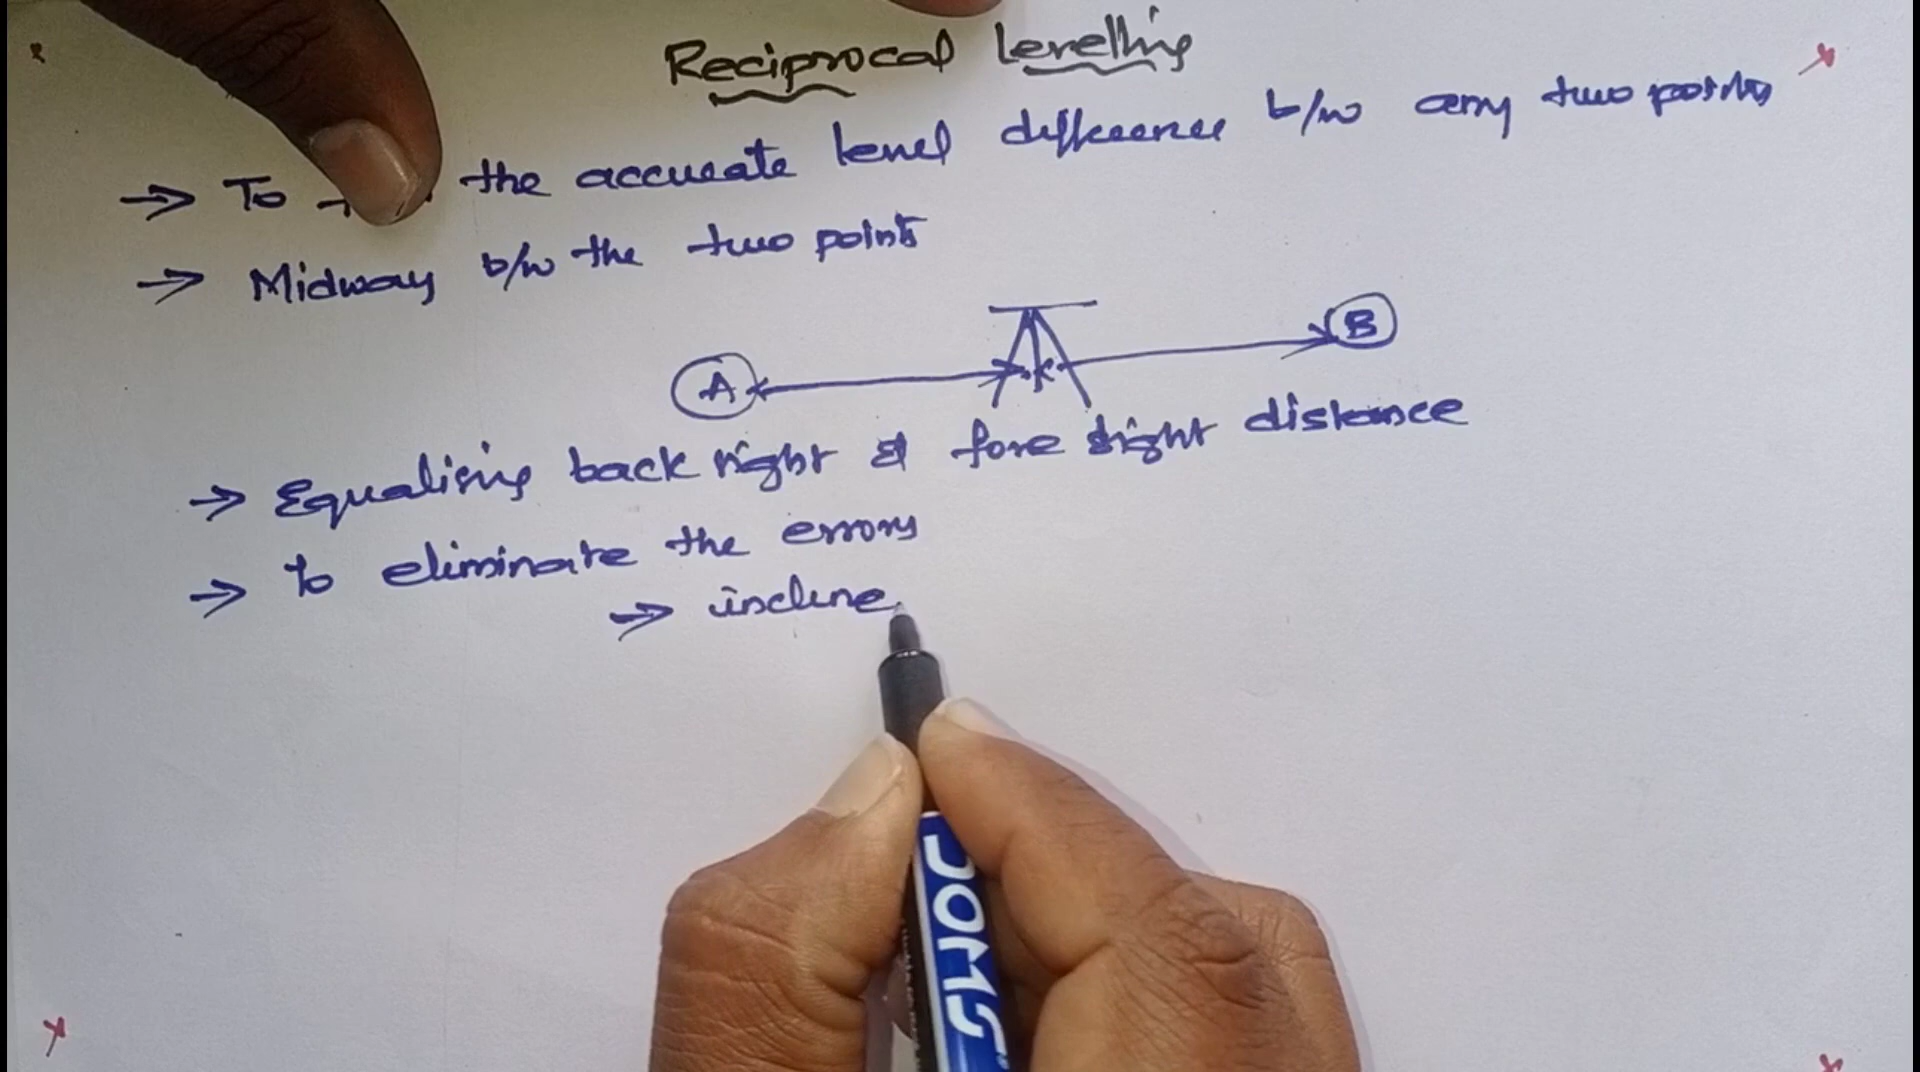 Reciprocal Levelling
→ To the accurate level difference b/w any two points
→ Midway b/w the two points
A B
→ Equalising back sight & fore sight distance
→ To eliminate the errors
→ incline
DOMS